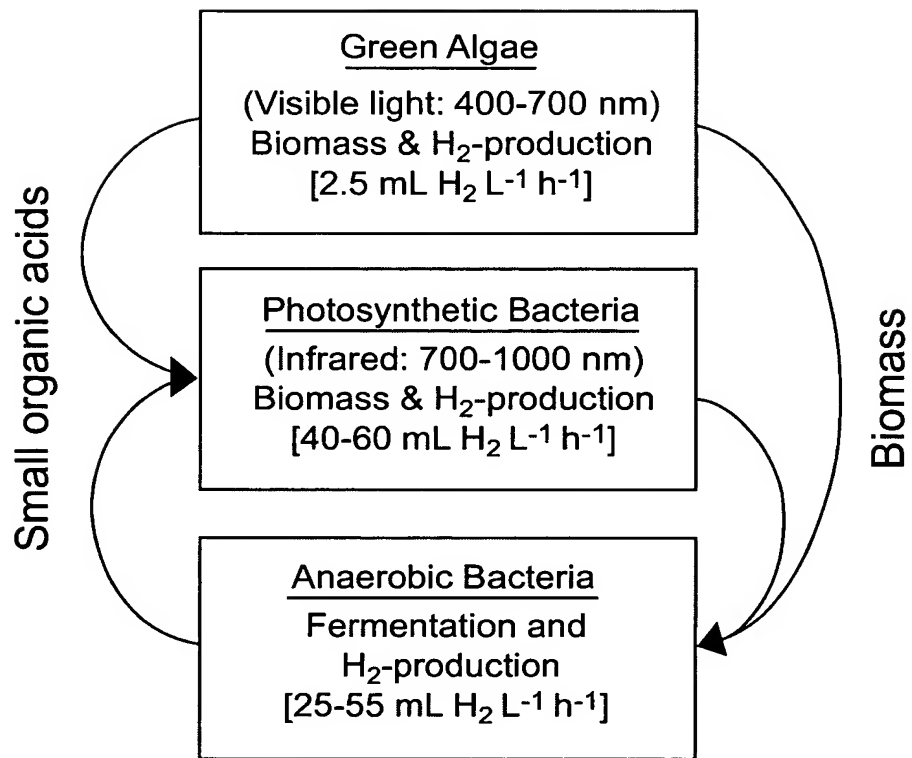 Green Algae
(Visible light: 400-700 nm)
Biomass & H₂-production
[2.5 mL H₂ L⁻¹ h⁻¹]
Small organic acids
Photosynthetic Bacteria
(Infrared: 700-1000 nm)
Biomass & H₂-production
[40-60 mL H₂ L⁻¹ h⁻¹]
Biomass
Anaerobic Bacteria
Fermentation and
H₂-production
[25-55 mL H₂ L⁻¹ h⁻¹]